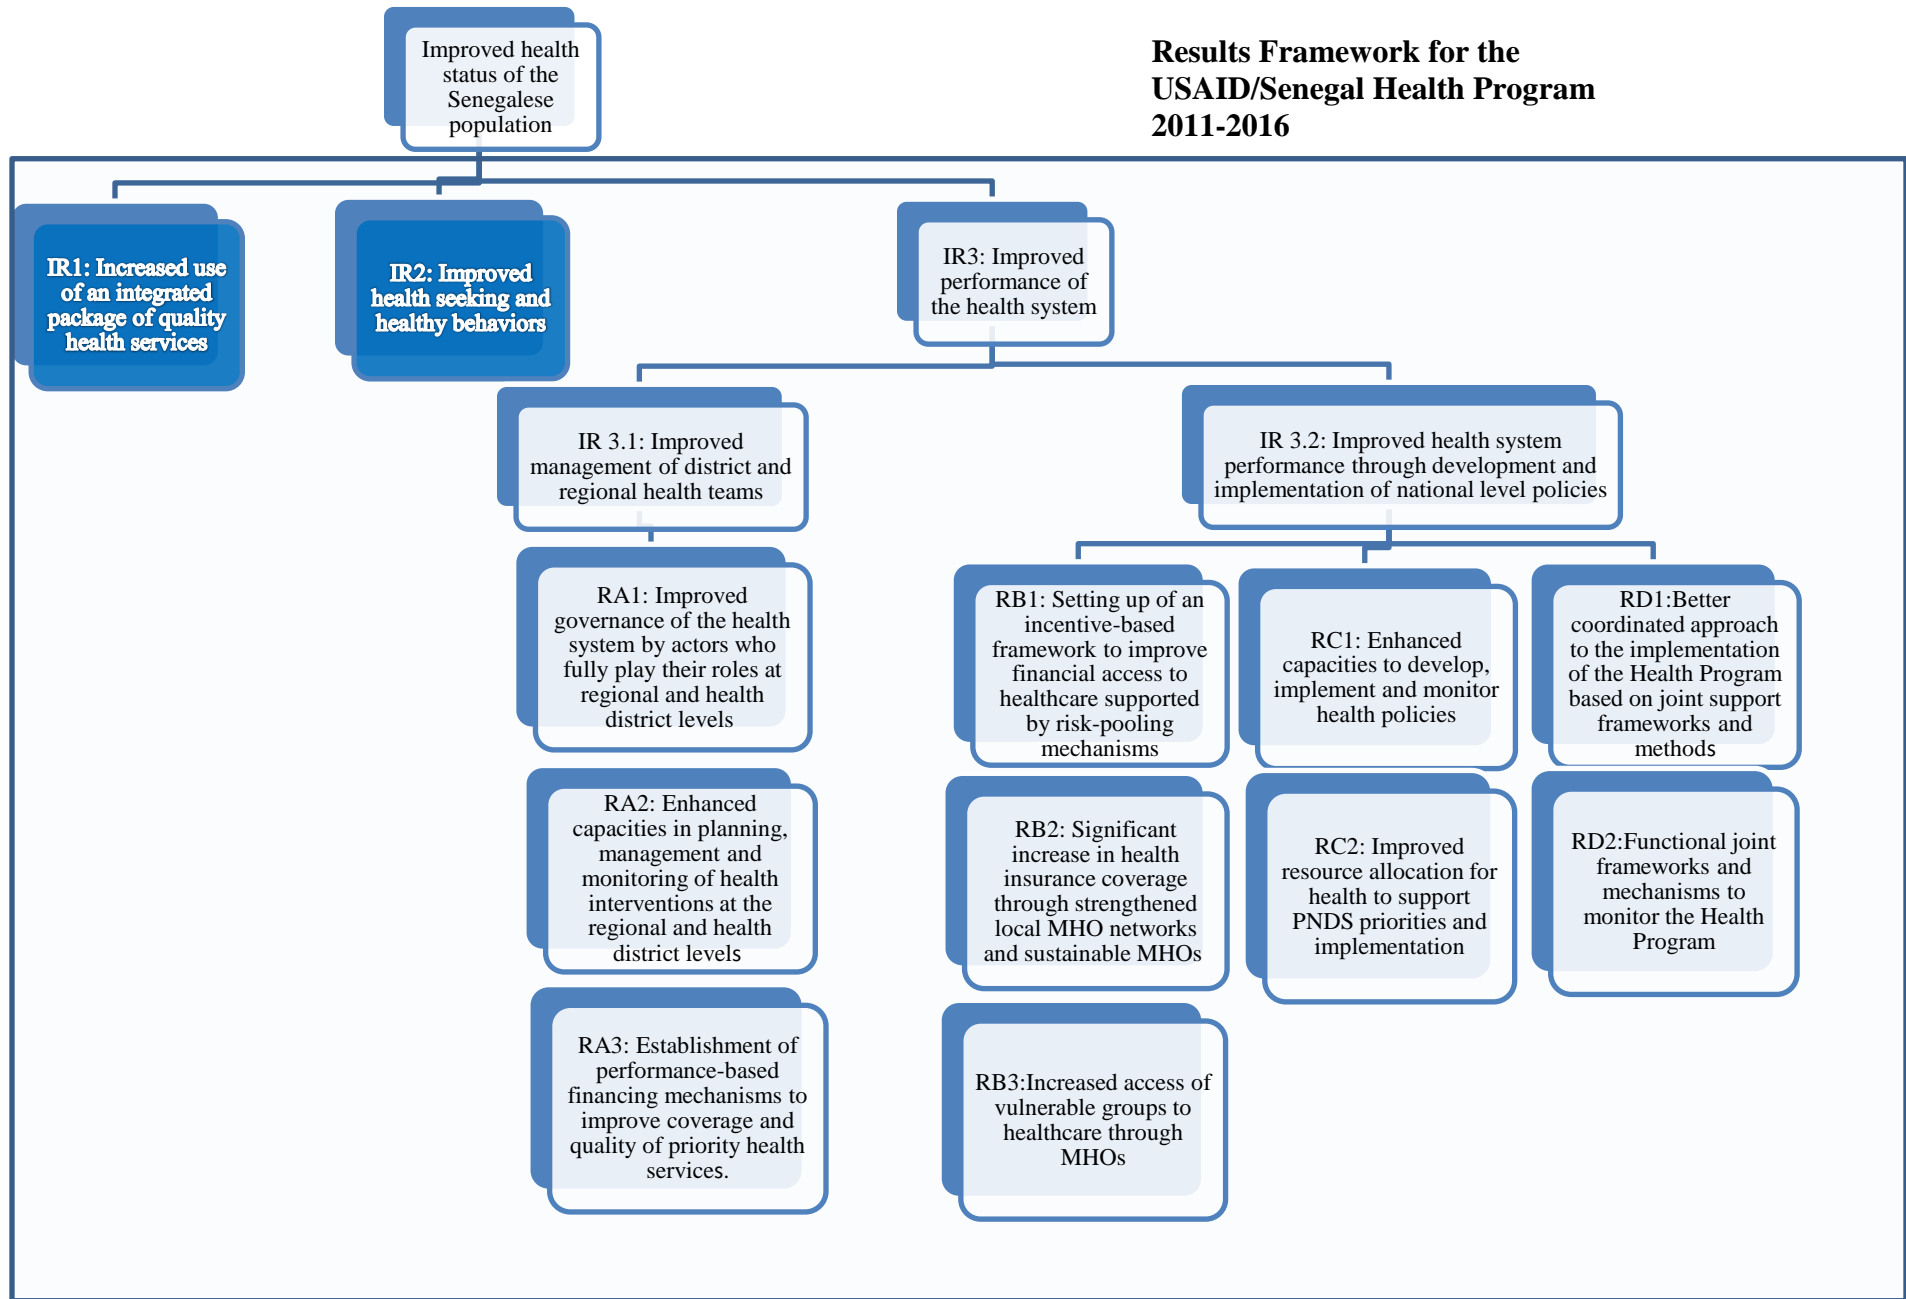 Improved health
status of the
Senegalese
population
Results Framework for the
USAID/Senegal Health Program
2011-2016
IR1: Increased use
of an integrated
package of quality
health services
IR2: Improved
health seeking and
healthy behaviors
IR3: Improved
performance of
the health system
IR 3.1: Improved
management of district and
regional health teams
IR 3.2: Improved health system
performance through development and
implementation of national level policies
RA1: Improved
governance of the health
system by actors who
fully play their roles at
regional and health
district levels
RB1: Setting up of an
incentive-based
framework to improve
financial access to
healthcare supported
by risk-pooling
mechanisms
RC1: Enhanced
capacities to develop,
implement and monitor
health policies
RD1:Better
coordinated approach
to the implementation
of the Health Program
based on joint support
frameworks and
methods
RA2: Enhanced
capacities in planning,
management and
monitoring of health
interventions at the
regional and health
district levels
RB2: Significant
increase in health
insurance coverage
through strengthened
local MHO networks
and sustainable MHOs
RC2: Improved
resource allocation for
health to support
PNDS priorities and
implementation
RD2:Functional joint
frameworks and
mechanisms to
monitor the Health
Program
RA3: Establishment of
performance-based
financing mechanisms to
improve coverage and
quality of priority health
services.
RB3:Increased access of
vulnerable groups to
healthcare through
MHOs